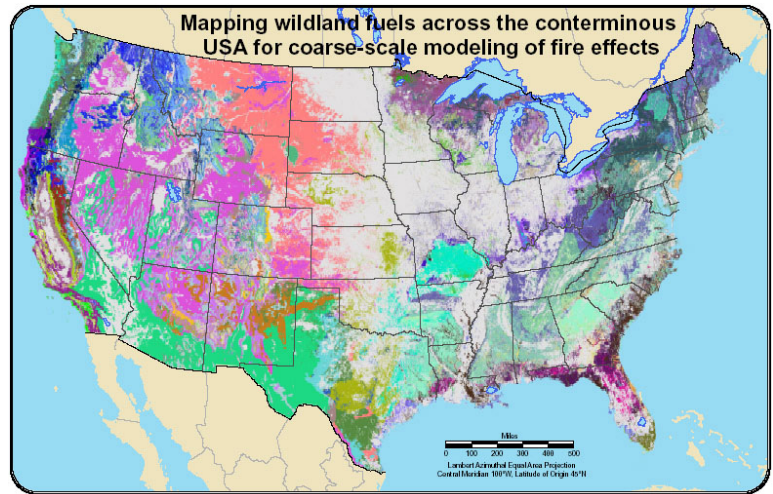 Mapping wildland fuels across the conterminous
USA for coarse-scale modeling of fire effects
Miles
0 100 200 300 400 500
Lambert Azimuthal Equal Area Projection
Central Meridian 100°W, Latitude of Origin 45°N